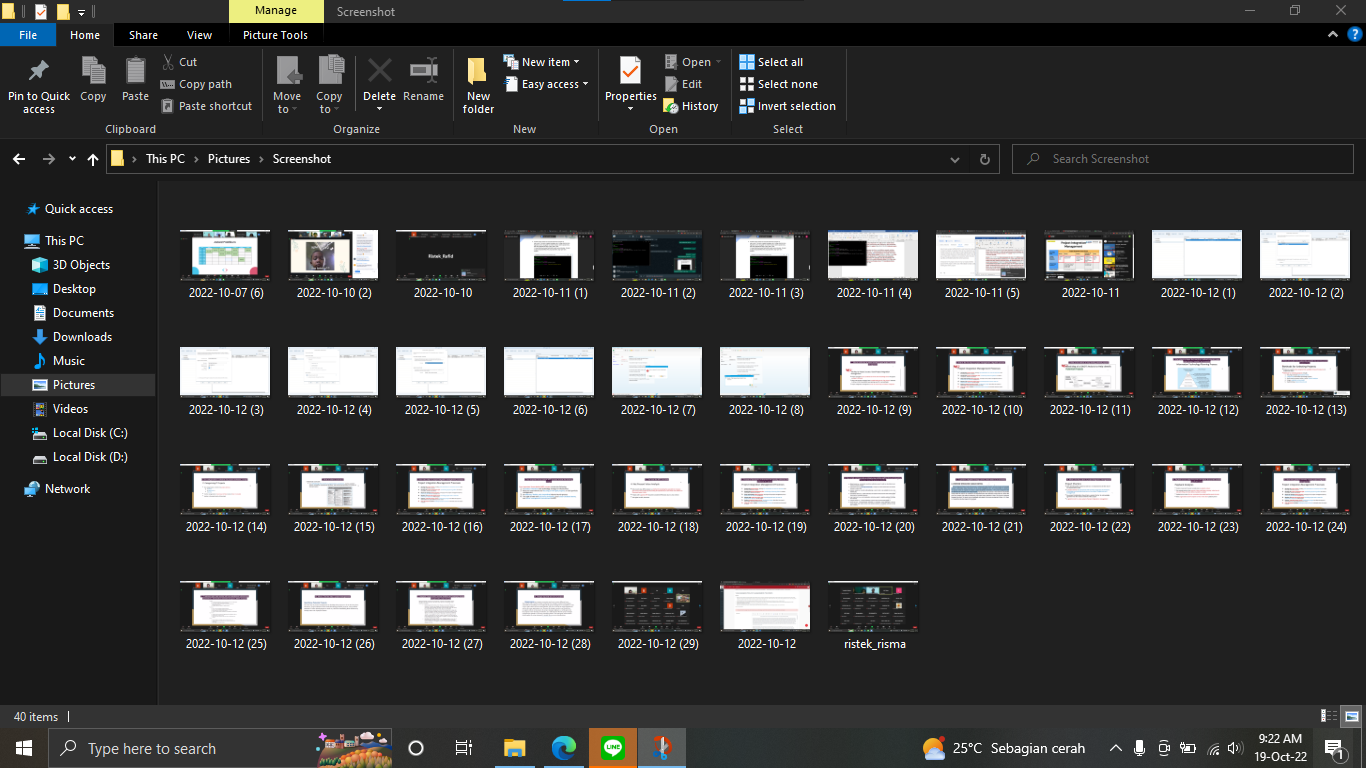 Manage
Screenshot
File
Home
Share
View
Picture Tools
Pin to Quick access
Copy
Paste
Cut
Copy path
Paste shortcut
Clipboard
Move to
Copy to
Delete
Rename
Organize
New folder
New item
Easy access
New
Properties
Open
Edit
History
Open
Select all
Select none
Invert selection
Select
This PC
Pictures
Screenshot
Search Screenshot
Quick access
This PC
3D Objects
Desktop
Documents
Downloads
Music
Pictures
Videos
Local Disk (C:)
Local Disk (D:)
Network
Ristek_Rafid
2022-10-07 (6)
2022-10-10 (2)
2022-10-10
2022-10-11 (1)
2022-10-11 (2)
2022-10-11 (3)
2022-10-11 (4)
2022-10-11 (5)
2022-10-11
2022-10-12 (1)
2022-10-12 (2)
2022-10-12 (3)
2022-10-12 (4)
2022-10-12 (5)
2022-10-12 (6)
2022-10-12 (7)
2022-10-12 (8)
2022-10-12 (9)
2022-10-12 (10)
2022-10-12 (11)
2022-10-12 (12)
2022-10-12 (13)
2022-10-12 (14)
2022-10-12 (15)
2022-10-12 (16)
2022-10-12 (17)
2022-10-12 (18)
2022-10-12 (19)
2022-10-12 (20)
2022-10-12 (21)
2022-10-12 (22)
2022-10-12 (23)
2022-10-12 (24)
2022-10-12 (25)
2022-10-12 (26)
2022-10-12 (27)
2022-10-12 (28)
2022-10-12 (29)
2022-10-12
ristek_risma
40 items
Type here to search
LINE
25°C Sebagian cerah
9:22 AM
19-Oct-22
1